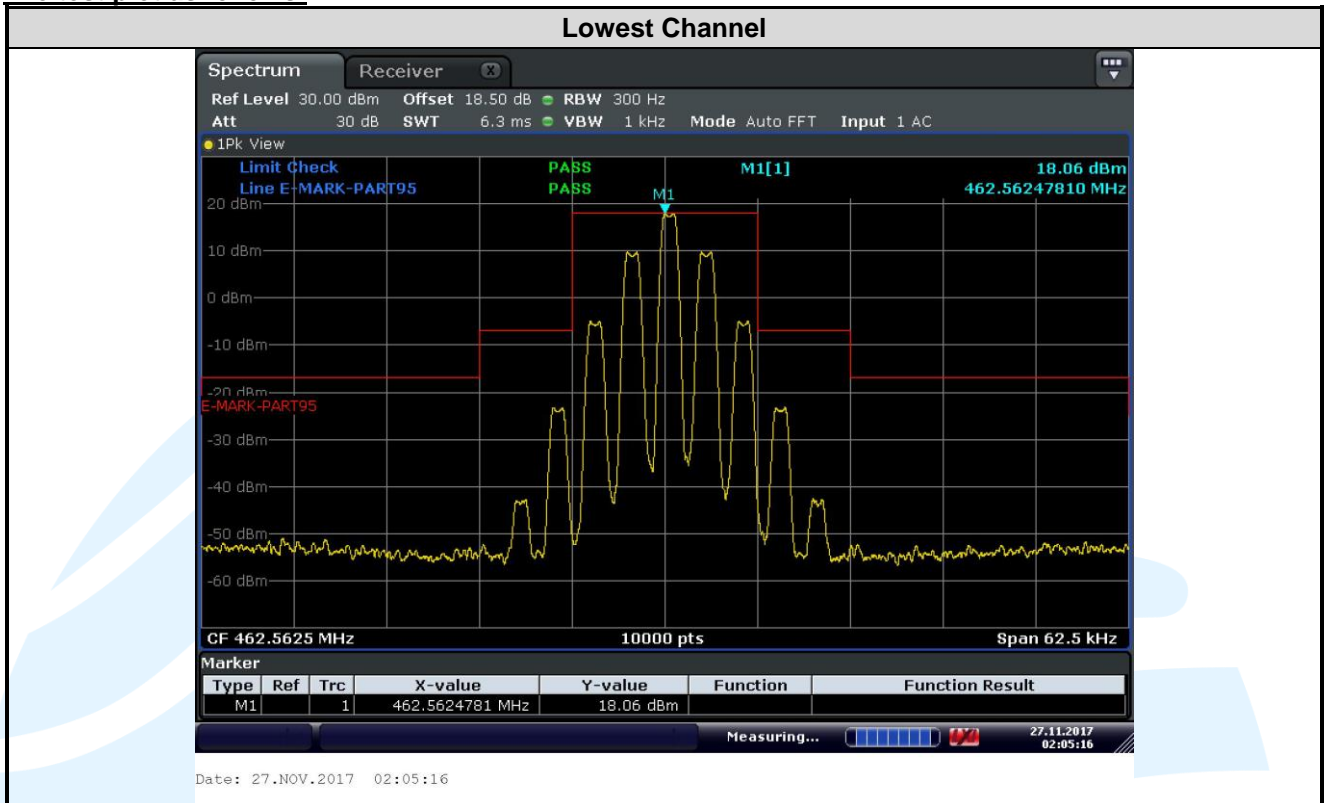 Lowest Channel
Spectrum Receiver
Ref Level 30.00 dBm Offset 18.50 dB RBW 300 Hz
Att 30 dB SWT 6.3 ms VBW 1 kHz Mode Auto FFT Input 1 AC
1Pk View
Limit Check PASS M1[1] 18.06 dBm
Line E-MARK-PART95 PASS 462.56247810 MHz
M1
20 dBm
10 dBm
0 dBm
-10 dBm
-20 dBm
E-MARK-PART95
-30 dBm
-40 dBm
-50 dBm
-60 dBm
CF 462.5625 MHz 10000 pts Span 62.5 kHz
Marker
Type Ref Trc X-value Y-value Function Function Result
M1 1 462.5624781 MHz 18.06 dBm
Measuring... 27.11.2017
02:05:16
Date: 27.NOV.2017 02:05:16